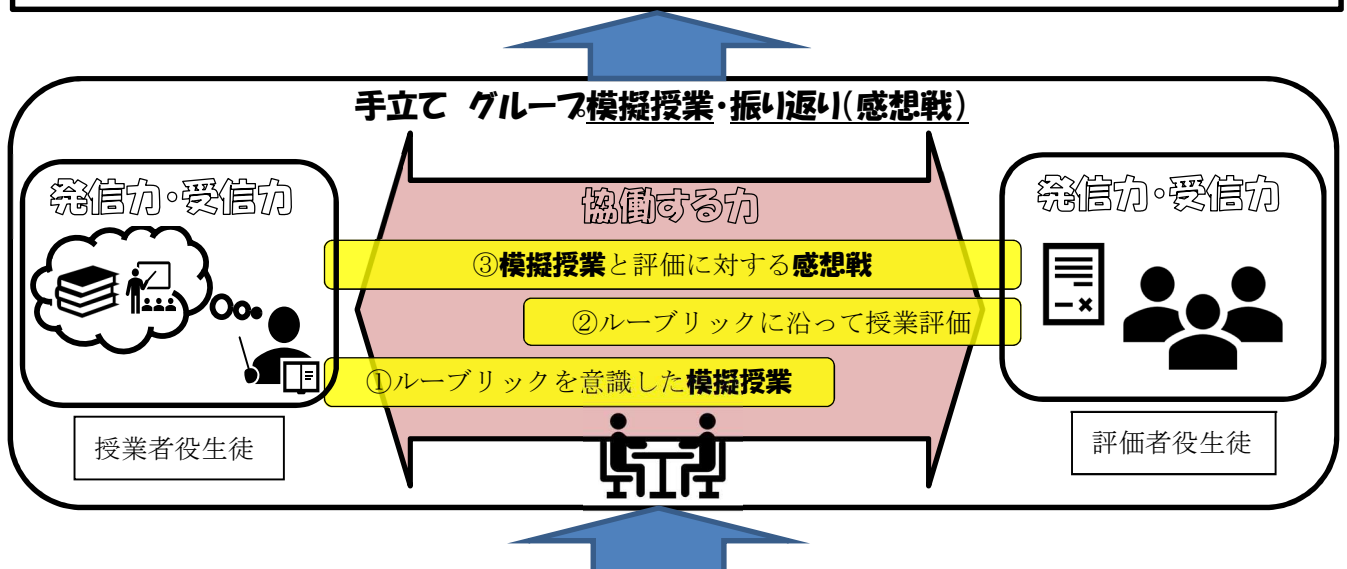 手立て グループ模擬授業・振り返り(感想戦)
発信力・受信力
協働する力
発信力・受信力
③模擬授業と評価に対する感想戦
②ルーブリックに沿って授業評価
①ルーブリックを意識した模擬授業
授業者役生徒
評価者役生徒